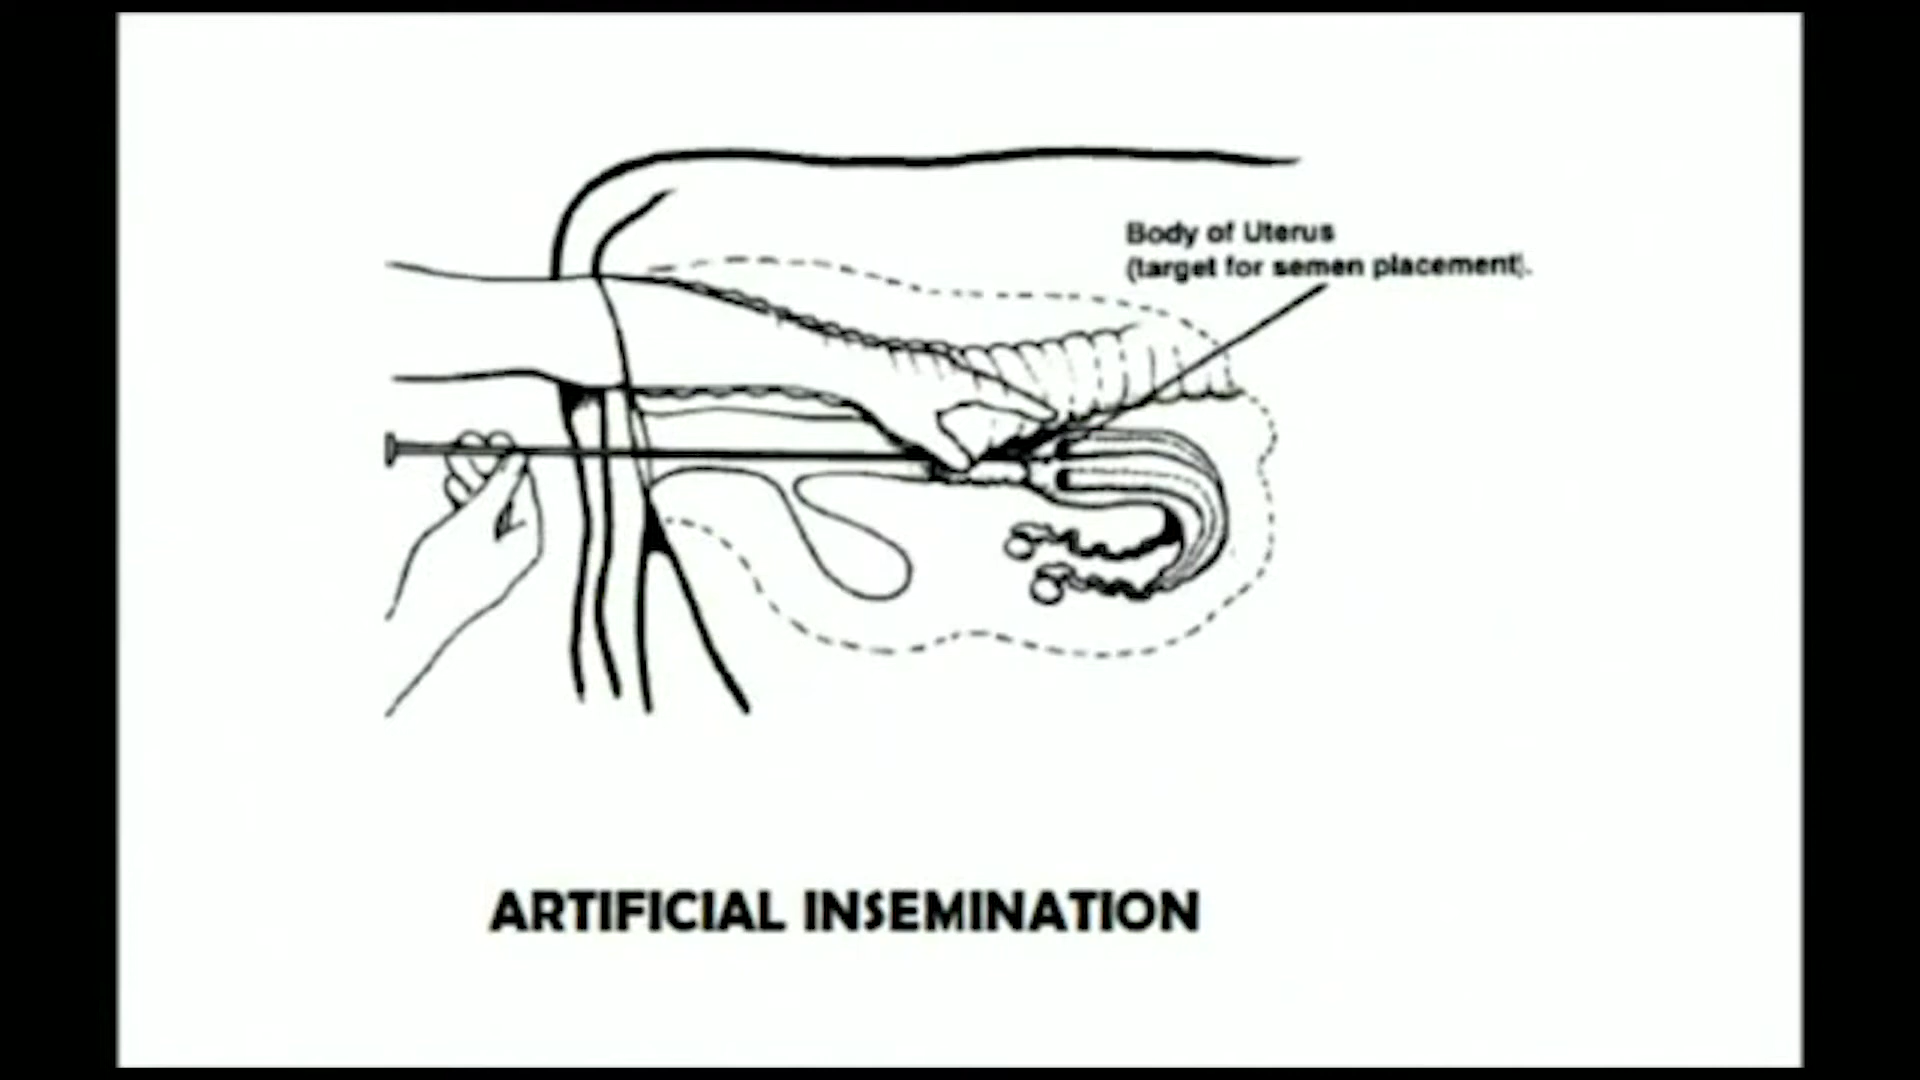 Body of Uterus
(target for semen placement).
ARTIFICIAL INSEMINATION